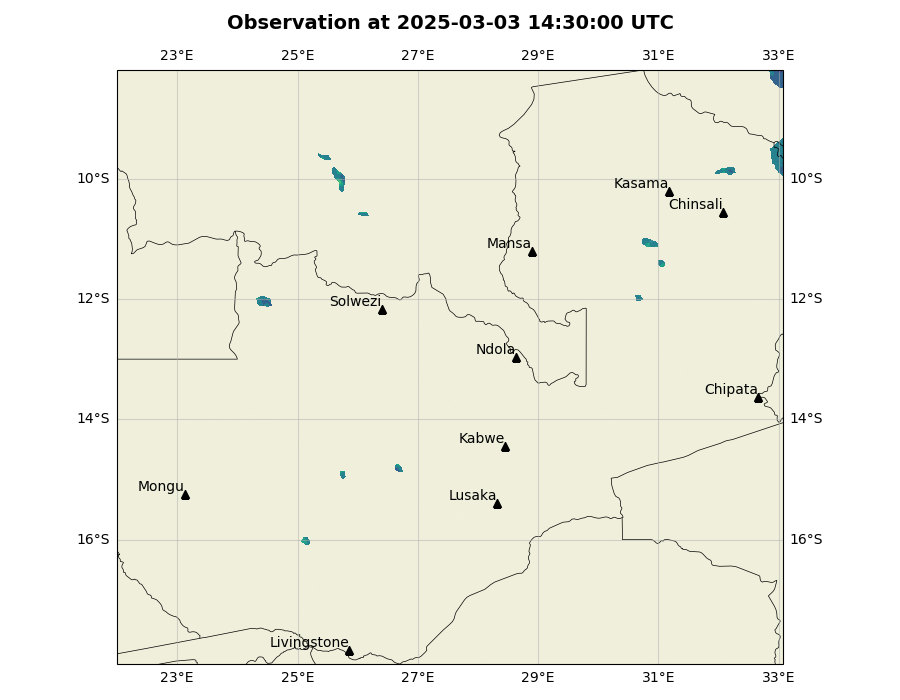 Observation at 2025-03-03 14:30:00 UTC
23°E 25°E 27°E 29°E 31°E 33°E
10°S 10°S
Kasama
Chinsali
Mansa
12°S 12°S
Solwezi
Ndola
Chipata
14°S 14°S
Kabwe
Mongu
Lusaka
16°S 16°S
Livingstone
23°E 25°E 27°E 29°E 31°E 33°E